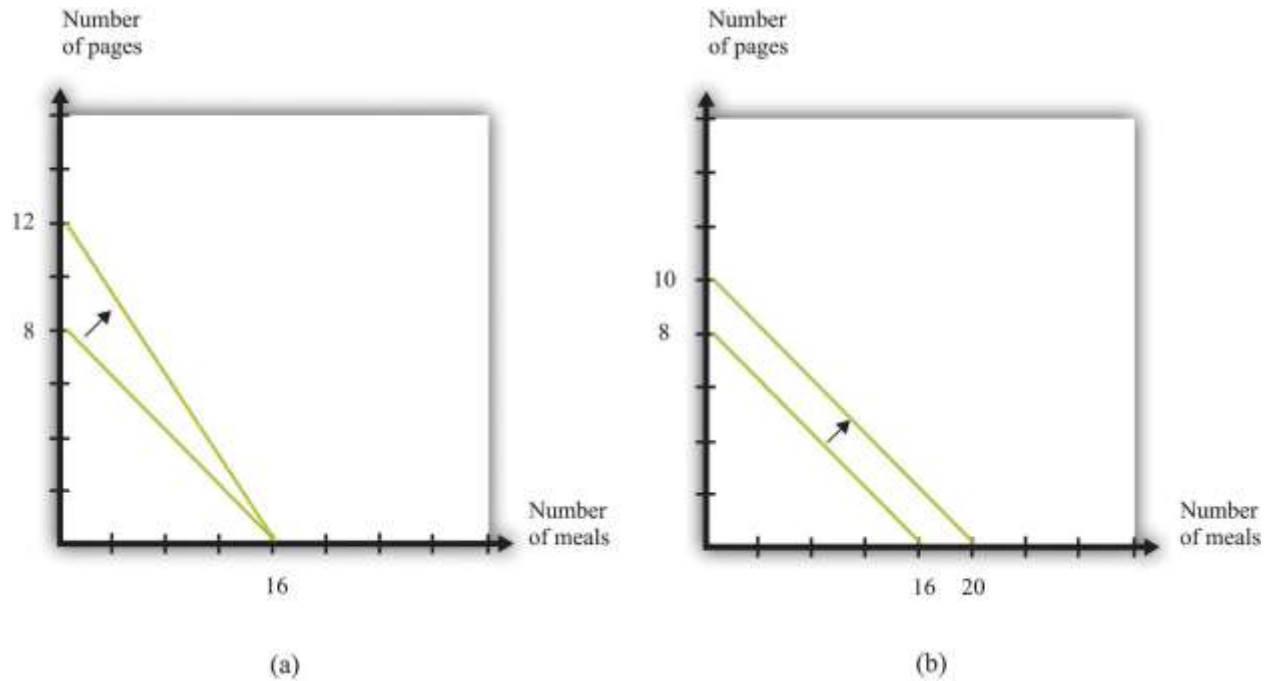 Number
of pages
12
8
16
Number
of meals
(a)
Number
of pages
10
8
16 20
Number
of meals
(b)